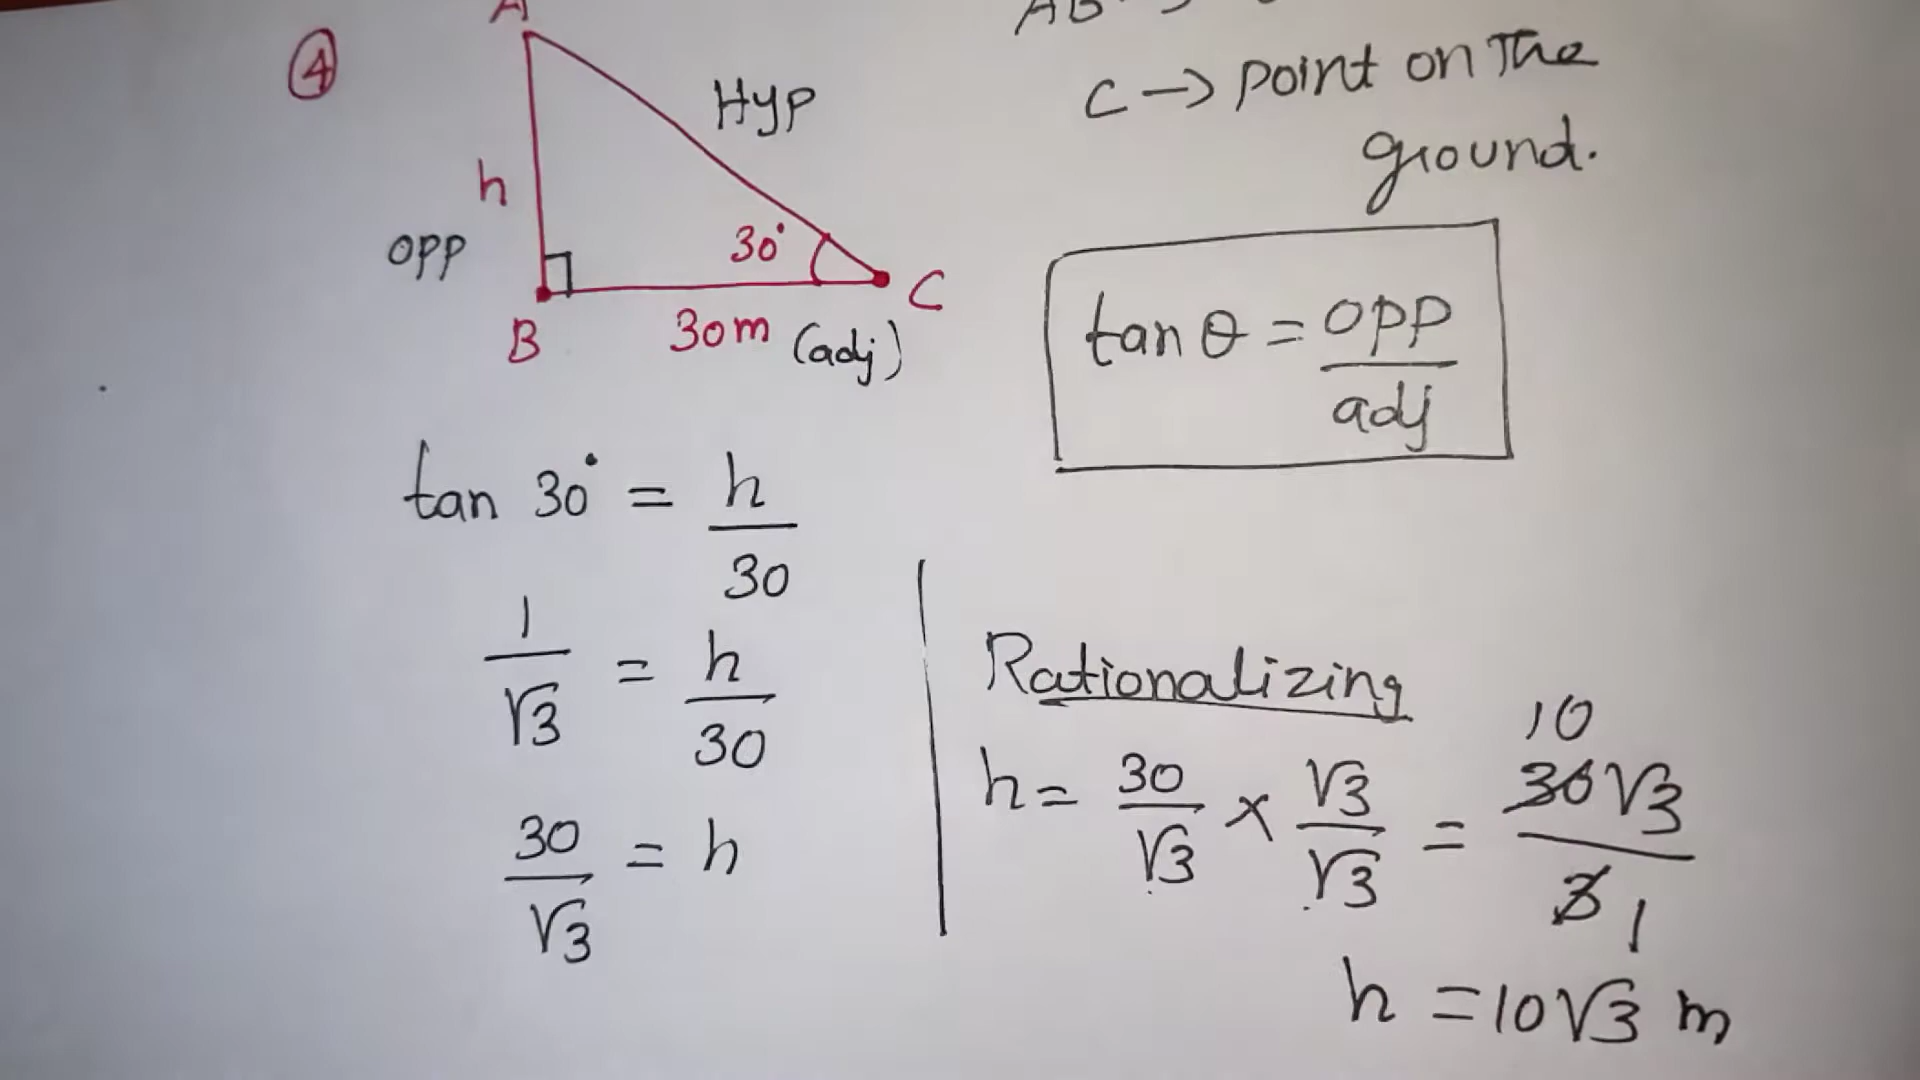 ④
A
Hyp
h
opp
30°
B
30m (adj)
C
C → point on the
ground.
tan θ = opp/adj
tan 30° = h/30
1/√3 = h/30
30/√3 = h
Rationalizing
h = 30/√3 × √3/√3 = 30√3/3
10
1
h = 10√3 m